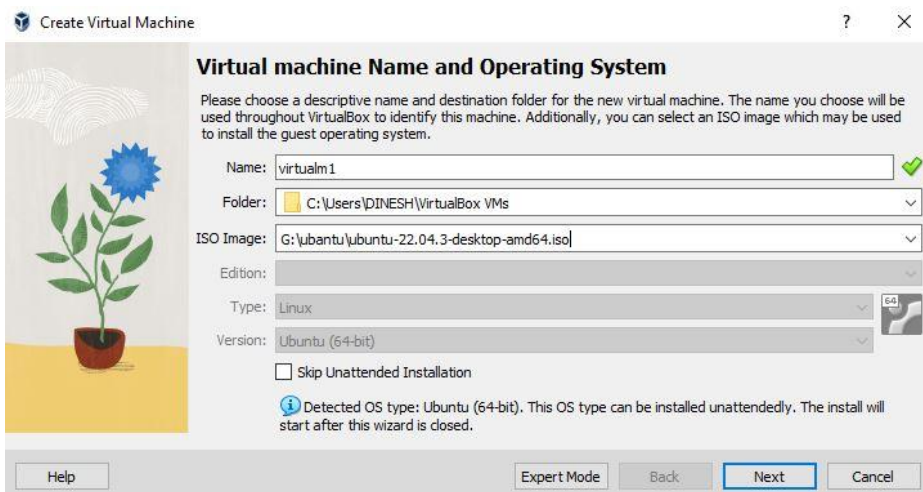 Create Virtual Machine
?
Virtual machine Name and Operating System
Please choose a descriptive name and destination folder for the new virtual machine. The name you choose will be
used throughout VirtualBox to identify this machine. Additionally, you can select an ISO image which may be used
to install the guest operating system.
Name: virtualm1
Folder: C:\Users\DINESH\VirtualBox VMs
ISO Image: G:\ubantu\ubuntu-22.04.3-desktop-amd64.iso
Edition:
Type: Linux
64
Version: Ubuntu (64-bit)
Skip Unattended Installation
Detected OS type: Ubuntu (64-bit). This OS type can be installed unattendedly. The install will
start after this wizard is closed.
Help Expert Mode Back Next Cancel